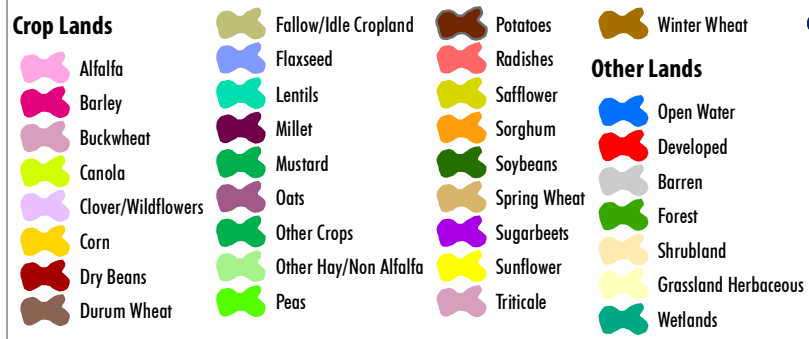 Crop Lands
Alfalfa
Barley
Buckwheat
Canola
Clover/Wildflowers
Corn
Dry Beans
Durum Wheat
Fallow/Idle Cropland
Flaxseed
Lentils
Millet
Mustard
Oats
Other Crops
Other Hay/Non Alfalfa
Peas
Potatoes
Radishes
Safflower
Sorghum
Soybeans
Spring Wheat
Sugarbeets
Sunflower
Triticale
Winter Wheat
Other Lands
Open Water
Developed
Barren
Forest
Shrubland
Grassland Herbaceous
Wetlands